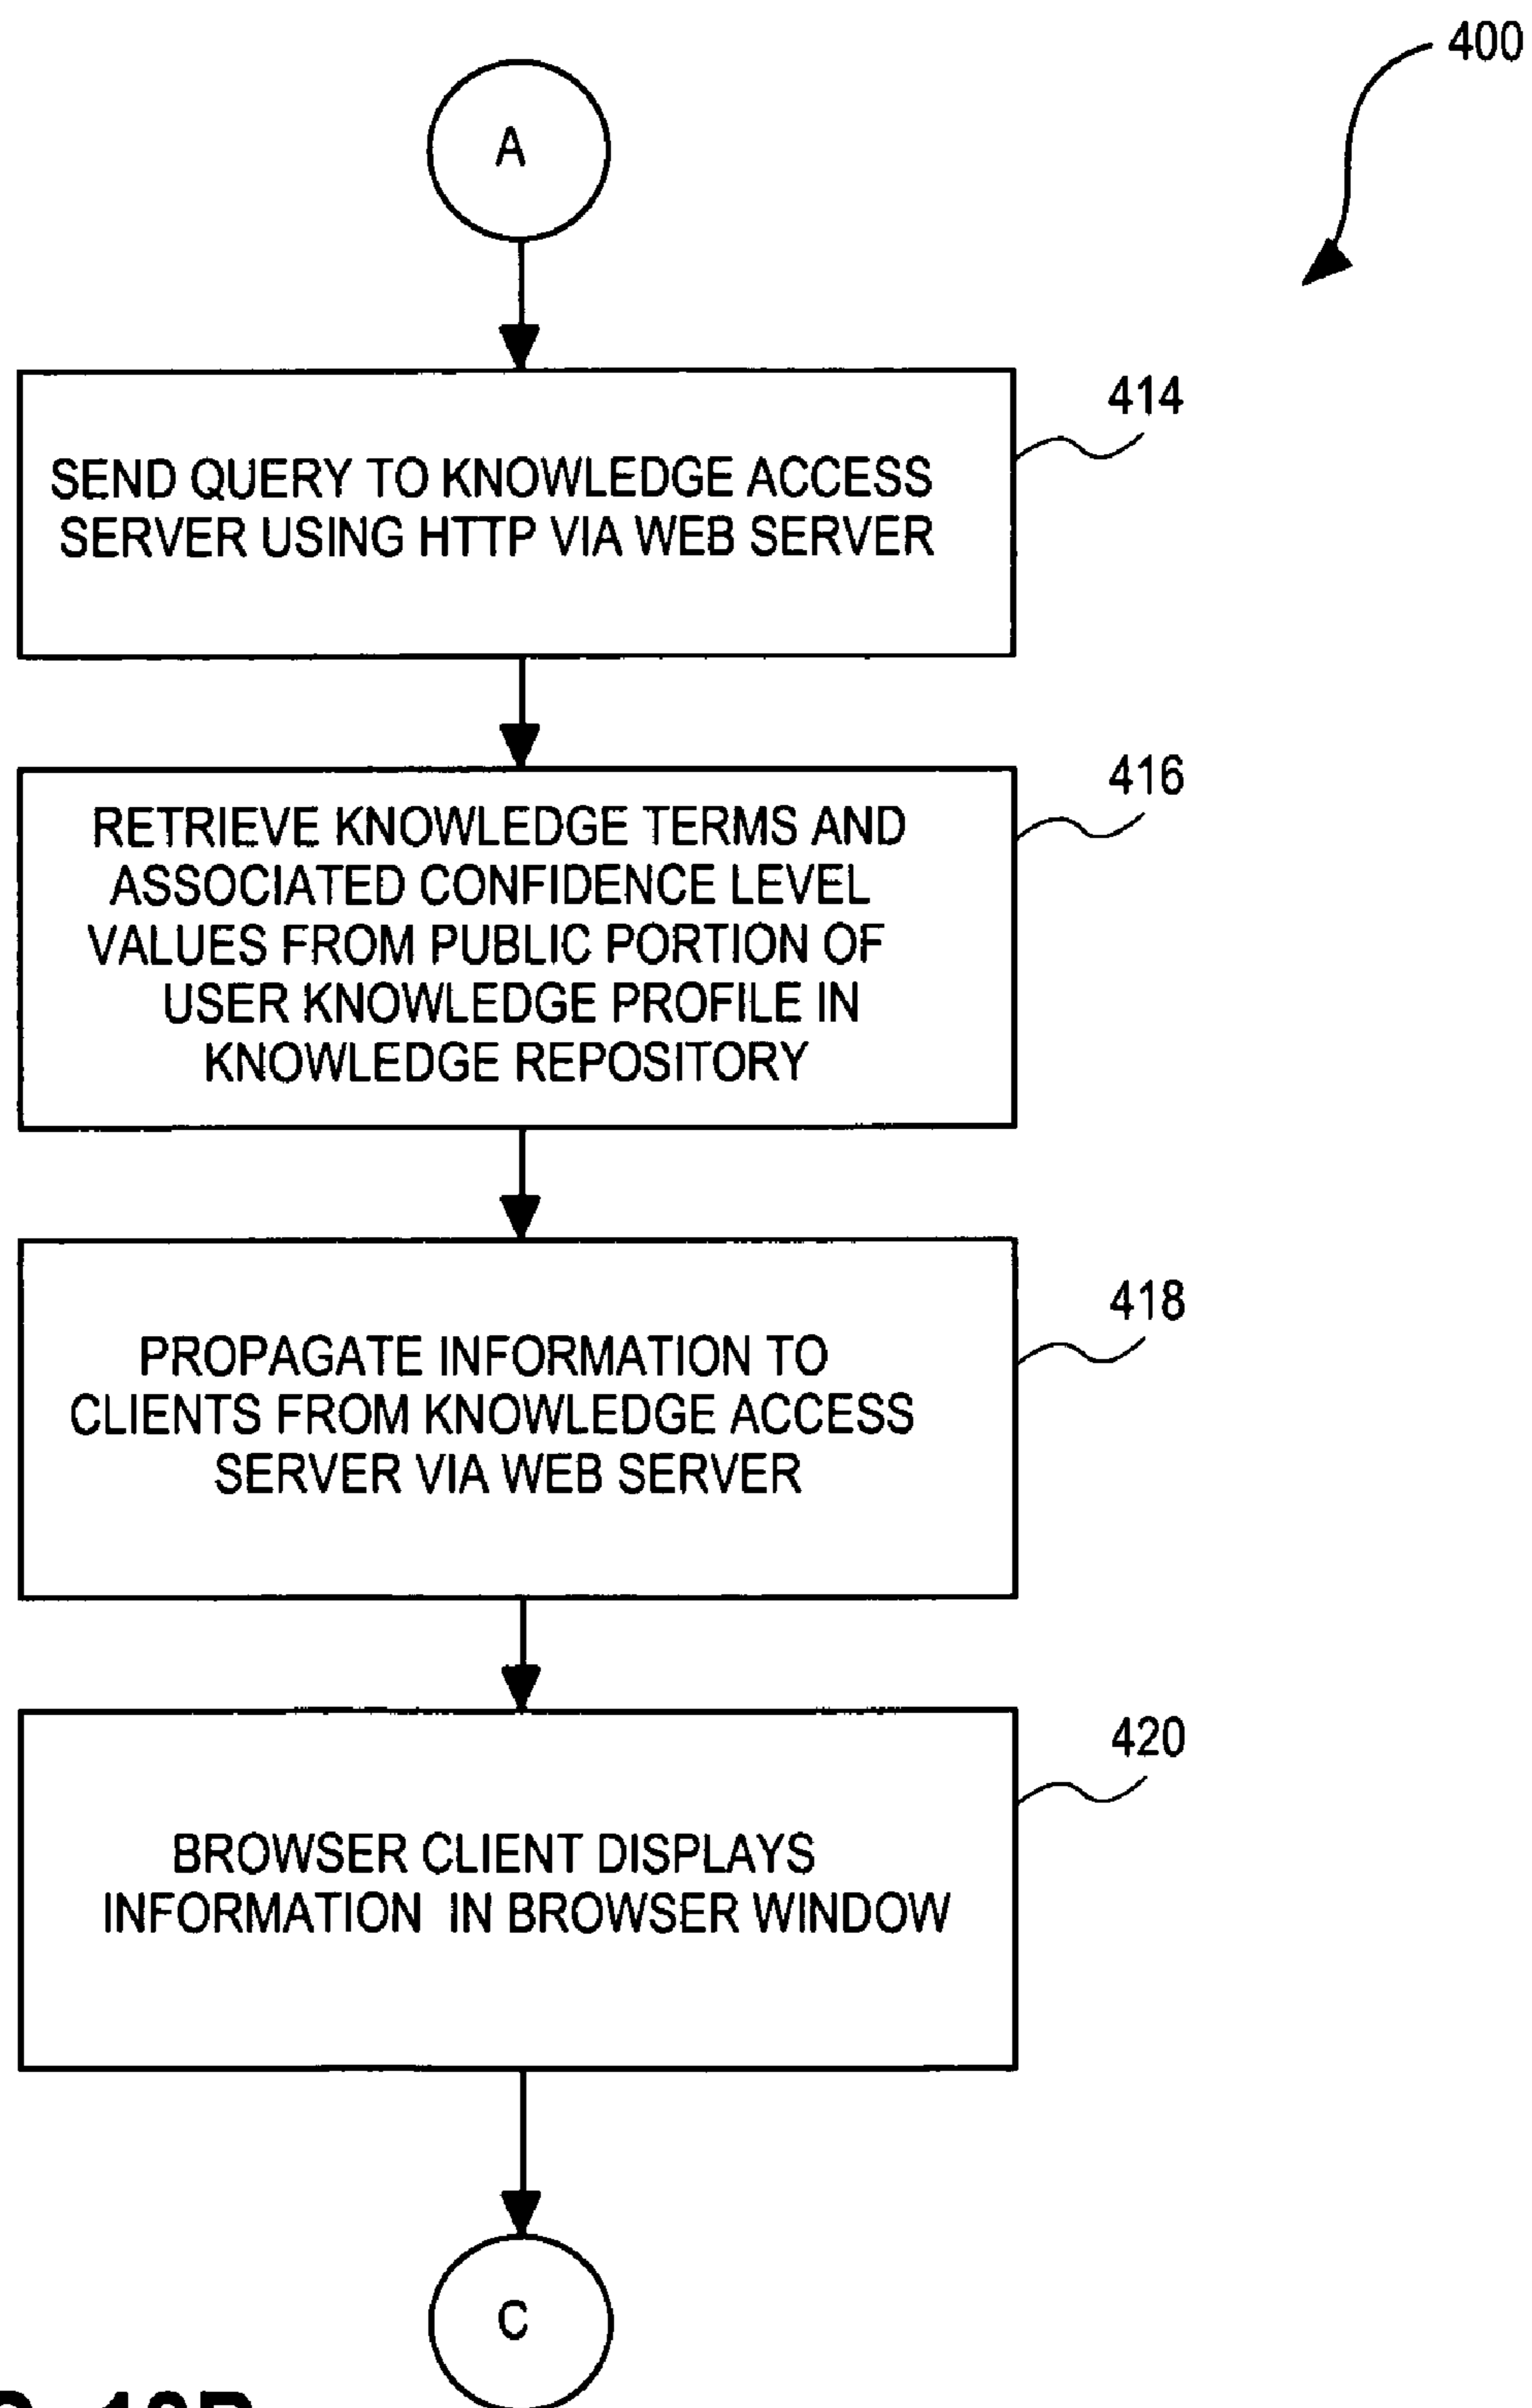 400
A
414
SEND QUERY TO KNOWLEDGE ACCESS
SERVER USING HTTP VIA WEB SERVER
416
RETRIEVE KNOWLEDGE TERMS AND
ASSOCIATED CONFIDENCE LEVEL
VALUES FROM PUBLIC PORTION OF
USER KNOWLEDGE PROFILE IN
KNOWLEDGE REPOSITORY
418
PROPAGATE INFORMATION TO
CLIENTS FROM KNOWLEDGE ACCESS
SERVER VIA WEB SERVER
420
BROWSER CLIENT DISPLAYS
INFORMATION IN BROWSER WINDOW
C